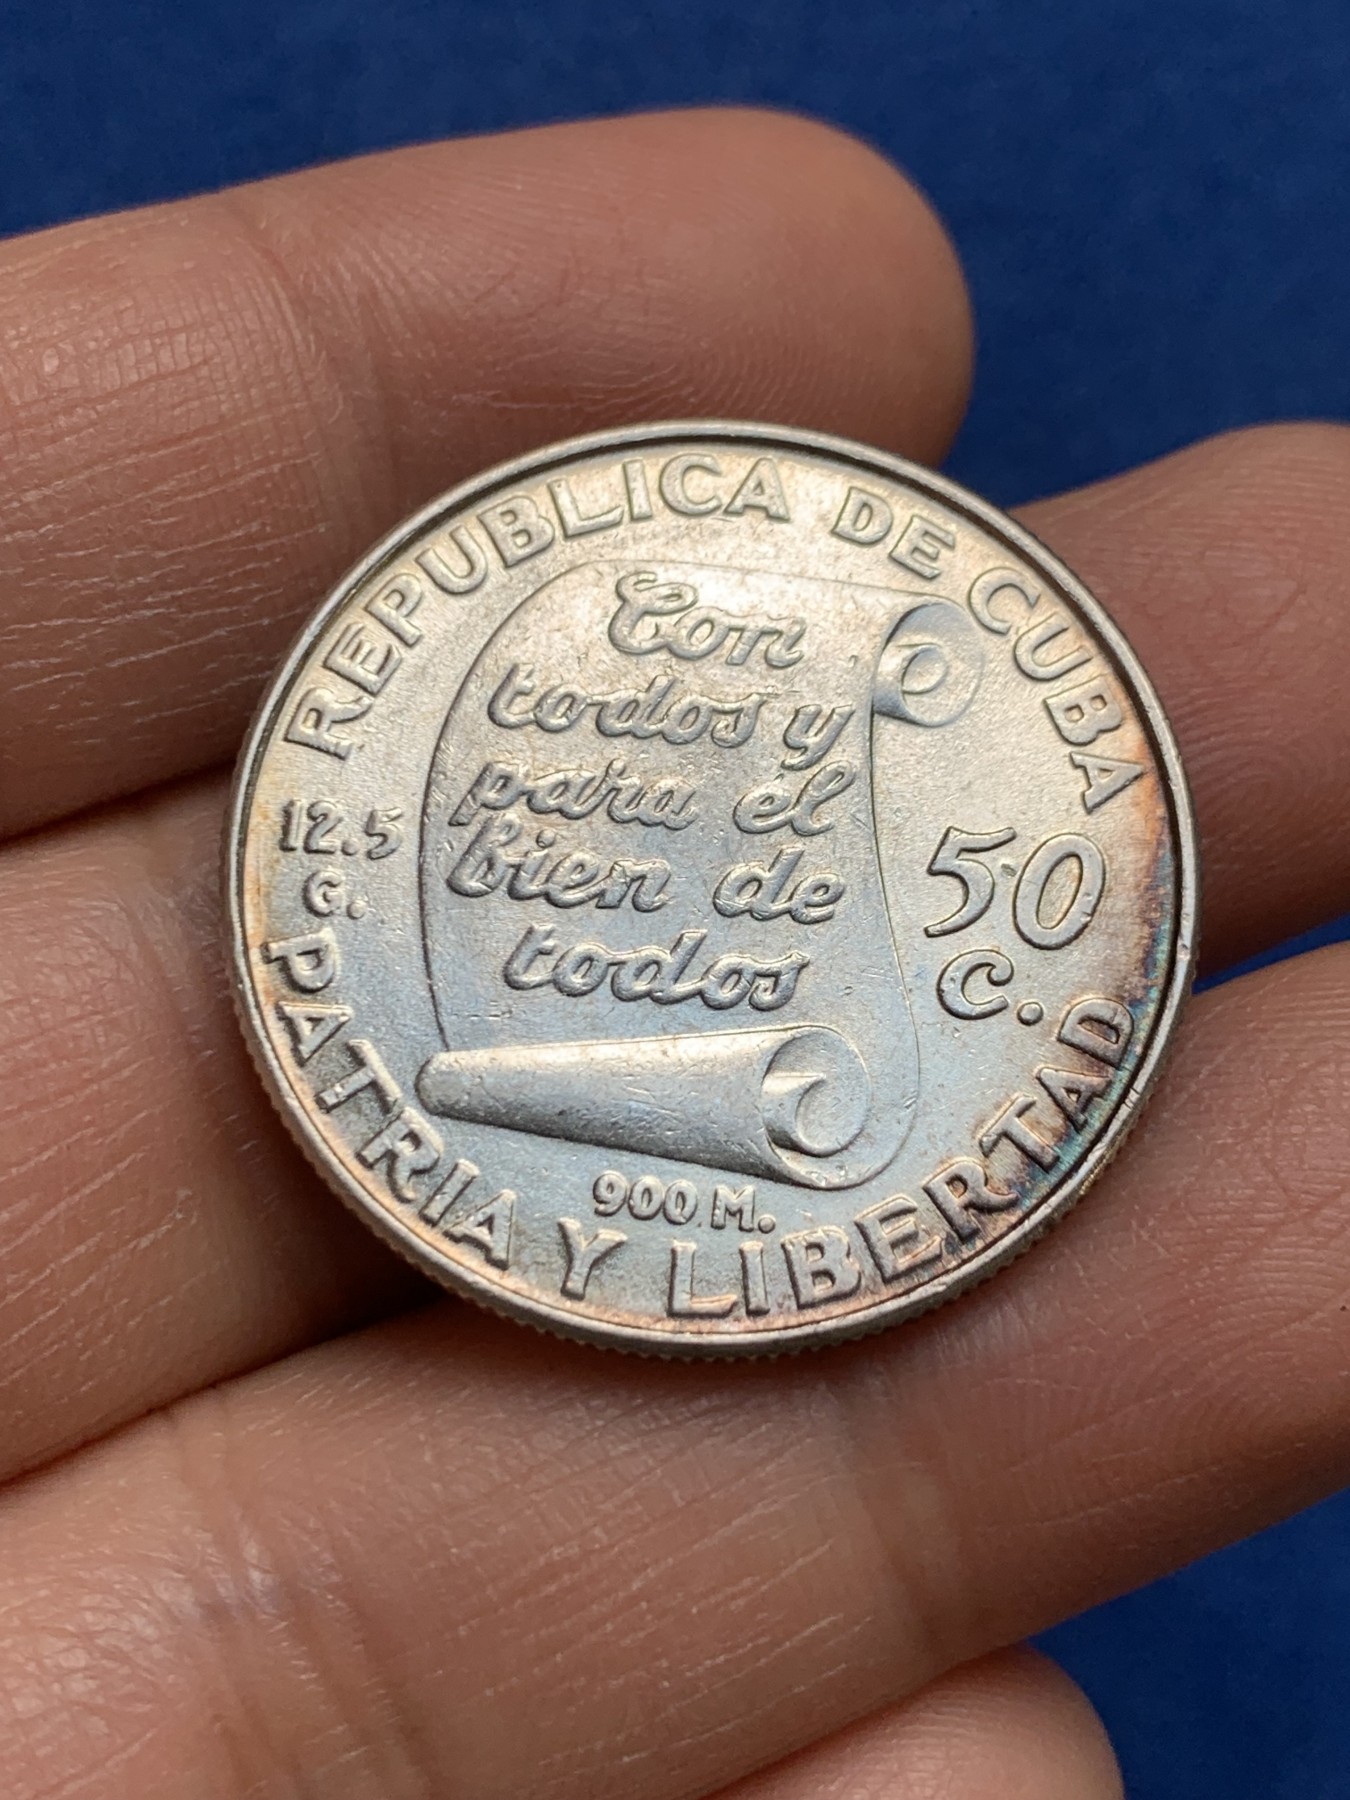 REPUBLICA DE CUBA
Con
todos y
para el
bien de
todos
12.5
G.
50
C.
900 M.
PATRIA Y LIBERTAD